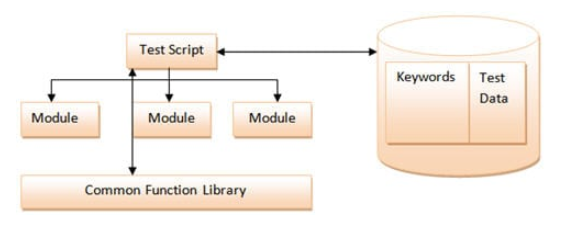 Test Script
Keywords
Test
Data
Module
Module
Module
Common Function Library